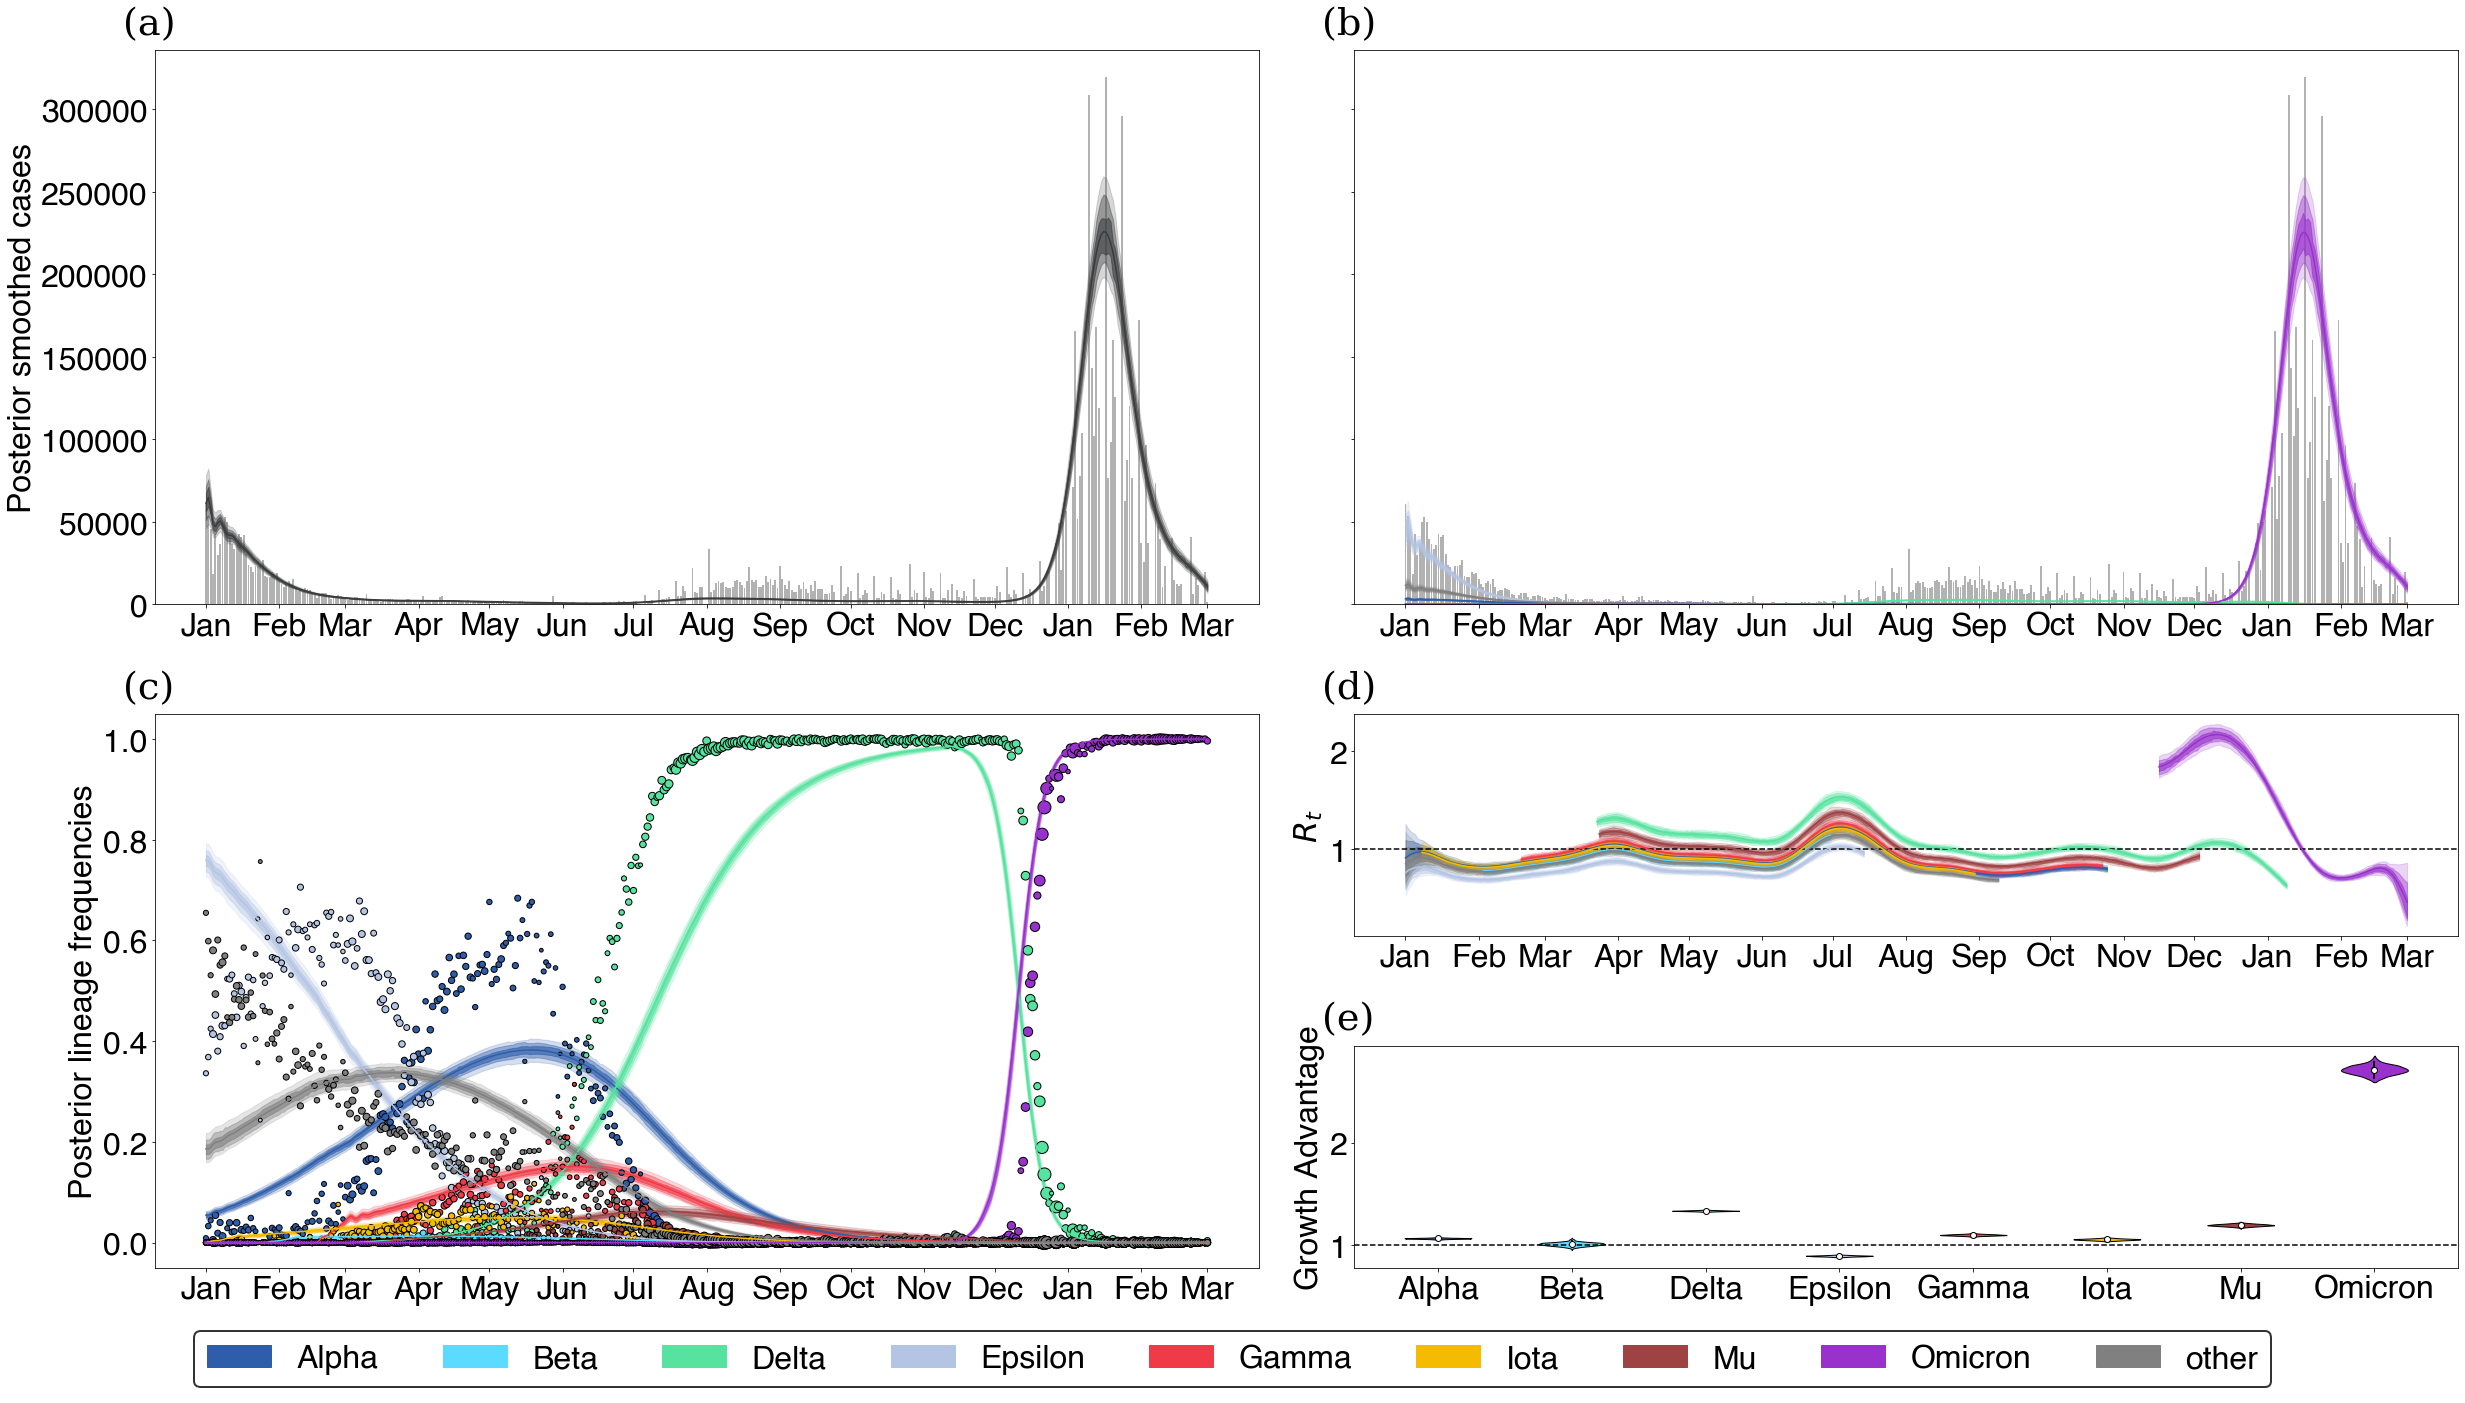 (a)
Posterior smoothed cases
300000
250000
200000
150000
100000
50000
0
Jan Feb Mar Apr May Jun Jul Aug Sep Oct Nov Dec Jan Feb Mar
(b)
Jan Feb Mar Apr May Jun Jul Aug Sep Oct Nov Dec Jan Feb Mar
(c)
Posterior lineage frequencies
1.0
0.8
0.6
0.4
0.2
0.0
Jan Feb Mar Apr May Jun Jul Aug Sep Oct Nov Dec Jan Feb Mar
(d)
R_t
2
1
Jan Feb Mar Apr May Jun Jul Aug Sep Oct Nov Dec Jan Feb Mar
(e)
Growth Advantage
2
1
Alpha Beta Delta Epsilon Gamma Iota Mu Omicron
Alpha Beta Delta Epsilon Gamma Iota Mu Omicron other